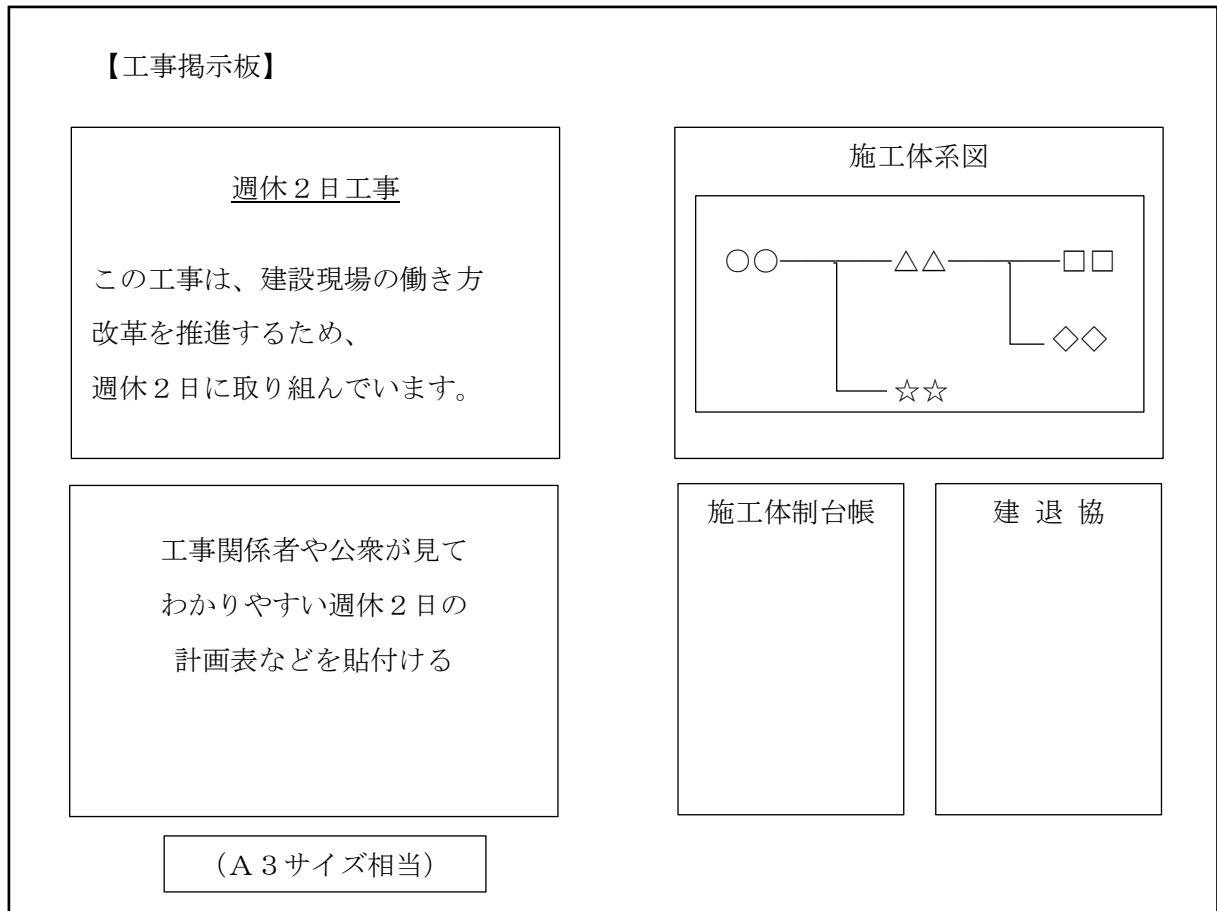 【工事掲示板】
週休２日工事
この工事は、建設現場の働き方
改革を推進するため、
週休２日に取り組んでいます。
施工体系図
○○ △△ □□
◇◇
☆☆
工事関係者や公衆が見て
わかりやすい週休２日の
計画表などを貼付ける
施工体制台帳
建 退 協
（Ａ３サイズ相当）